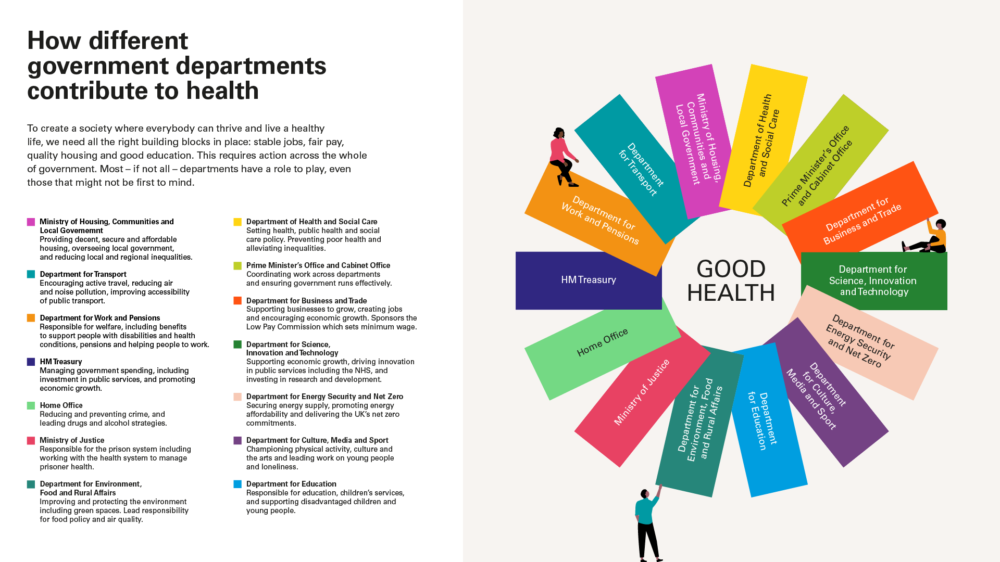 How different
government departments
contribute to health
To create a society where everybody can thrive and live a healthy
life, we need all the right building blocks in place: stable jobs, fair pay,
quality housing and good education. This requires action across the whole
of government. Most – if not all – departments have a role to play, even
those that might not be first to mind.
Ministry of Housing, Communities and
Local Governemnt
Providing decent, secure and affordable
housing, overseeing local government,
and reducing local and regional inequalities.
Department for Transport
Encouraging active travel, reducing air
and noise pollution, improving accessibility
of public transport.
Department for Work and Pensions
Responsible for welfare, including benefits
to support people with disabilities and health
conditions, pensions and helping people to work.
HM Treasury
Managing government spending, including
investment in public services, and promoting
economic growth.
Home Office
Reducing and preventing crime, and
leading drugs and alcohol strategies.
Ministry of Justice
Responsible for the prison system including
working with the health system to manage
prisoner health.
Department for Environment,
Food and Rural Affairs
Improving and protecting the environment
including green spaces. Lead responsibility
for food policy and air quality.
Department of Health and Social Care
Setting health, public health and social
care policy. Preventing poor health and
alleviating inequalities.
Prime Minister’s Office and Cabinet Office
Coordinating work across departments
and ensuring government runs effectively.
Department for Business and Trade
Supporting businesses to grow, creating jobs
and encouraging economic growth. Sponsors the
Low Pay Commission which sets minimum wage.
Department for Science,
Innovation and Technology
Supporting economic growth, driving innovation
in public services including the NHS, and
investing in research and development.
Department for Energy Security and Net Zero
Securing energy supply, promoting energy
affordability and delivering the UK’s net zero
commitments.
Department for Culture, Media and Sport
Championing physical activity, culture and
the arts and leading work on young people
and loneliness.
Department for Education
Responsible for education, children’s services,
and supporting disadvantaged children and
young people.
Ministry of Housing,
Communities and
Local Government
Department of Health
and Social Care
Prime Minister’s Office
and Cabinet Office
Department for
Business and Trade
Department for
Science, Innovation
and Technology
Department for
Energy Security
and Net Zero
Department
for Culture,
Media and Sport
Department
for Education
Department for
Environment, Food
and Rural Affairs
Ministry of Justice
Home Office
HM Treasury
Department for
Work and Pensions
Department
for Transport
GOOD
HEALTH